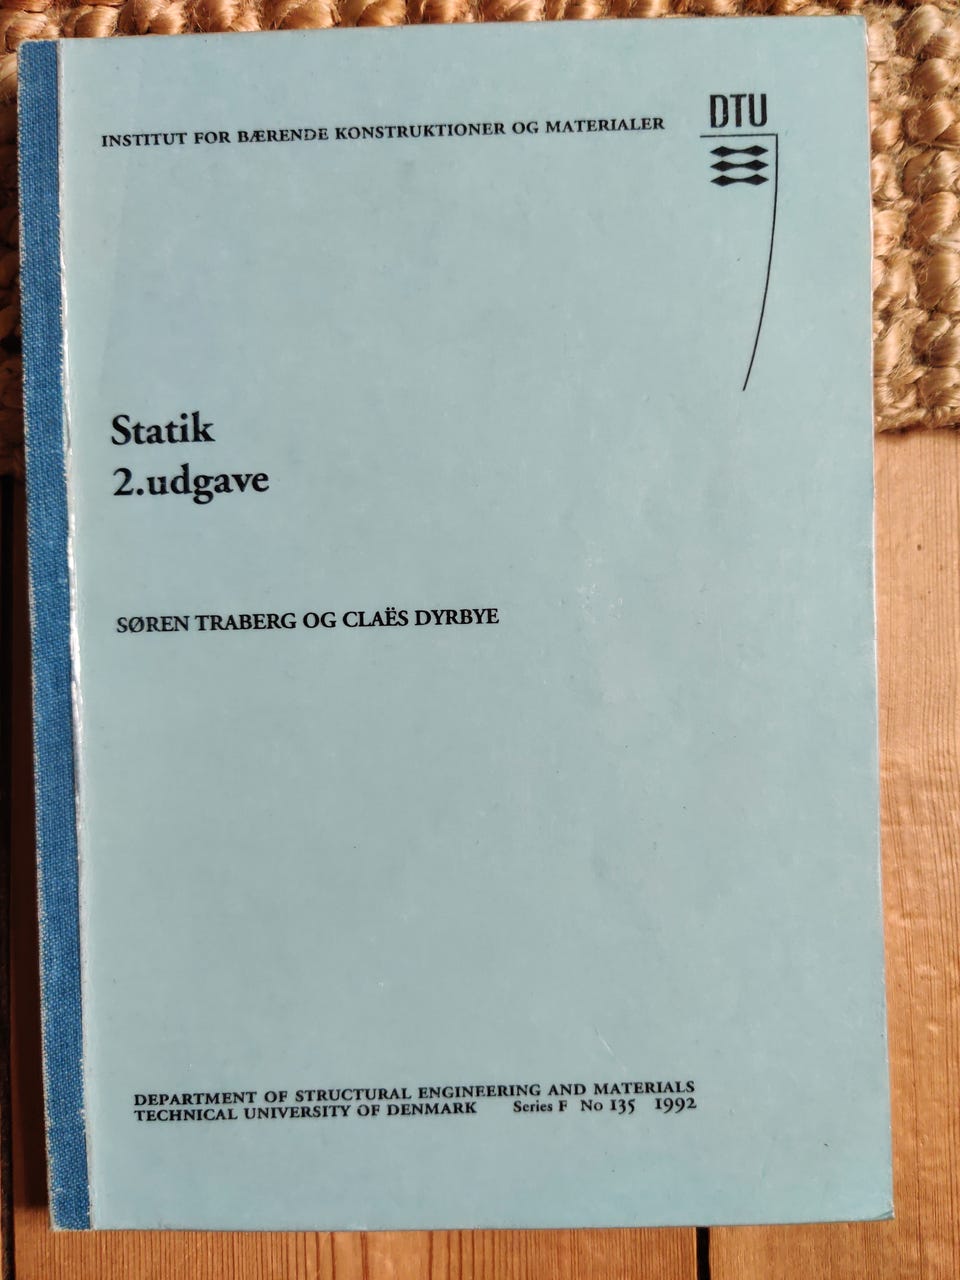 INSTITUT FOR BÆRENDE KONSTRUKTIONER OG MATERIALER
DTU
Statik
2.udgave
SØREN TRABERG OG CLAËS DYRBYE
DEPARTMENT OF STRUCTURAL ENGINEERING AND MATERIALS
TECHNICAL UNIVERSITY OF DENMARK Series F No 135 1992